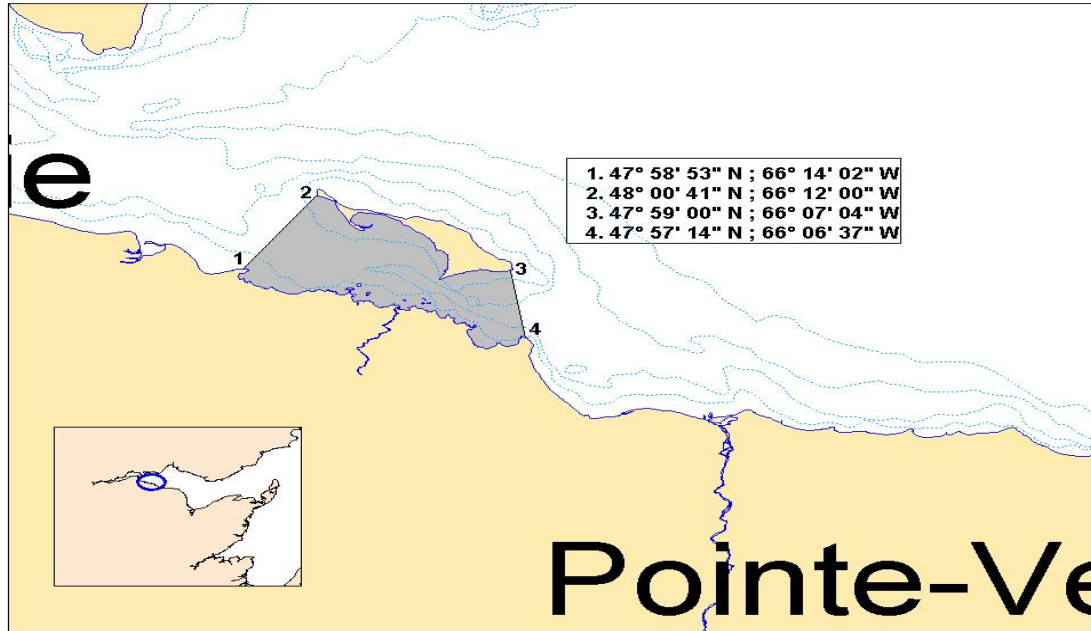 ie
1. 47° 58' 53" N ; 66° 14' 02" W
2. 48° 00' 41" N ; 66° 12' 00" W
3. 47° 59' 00" N ; 66° 07' 04" W
4. 47° 57' 14" N ; 66° 06' 37" W
2
1
3
4
Pointe-Ve